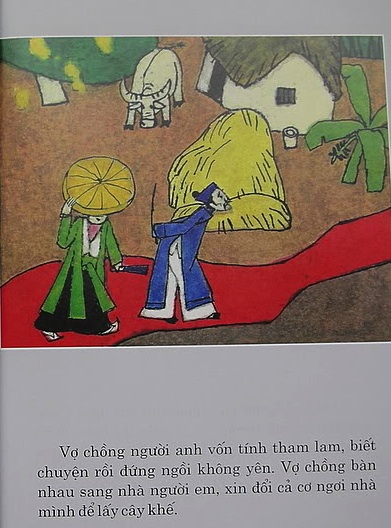 Vợ chồng người anh vốn tính tham lam, biết
chuyện rồi đứng ngồi không yên. Vợ chồng bàn
nhau sang nhà người em, xin đổi cả cơ ngơi nhà
mình để lấy cây khế.